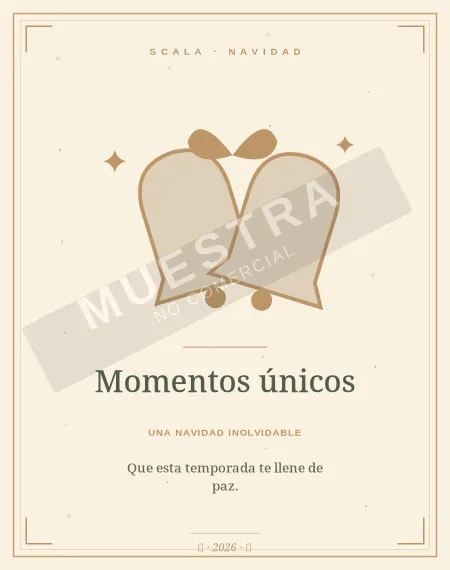 SCALA · NAVIDAD
MUESTRA
NO COMERCIAL
Momentos únicos
UNA NAVIDAD INOLVIDABLE
Que esta temporada te llene de
paz.
· 2026 ·